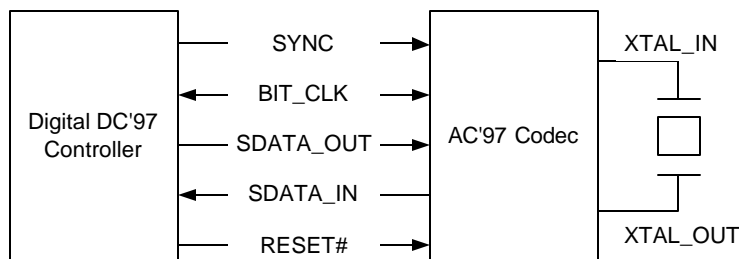 SYNC
XTAL_IN
BIT_CLK
Digital DC'97
Controller
SDATA_OUT
AC'97 Codec
SDATA_IN
RESET#
XTAL_OUT